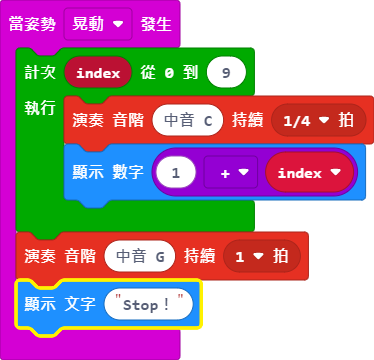 當姿勢 晃動 發生
計次 index 從 0 到 9
執行
演奏 音階 中音 C 持續 1/4 拍
顯示 數字 1 + index
演奏 音階 中音 G 持續 1 拍
顯示 文字 "Stop！"